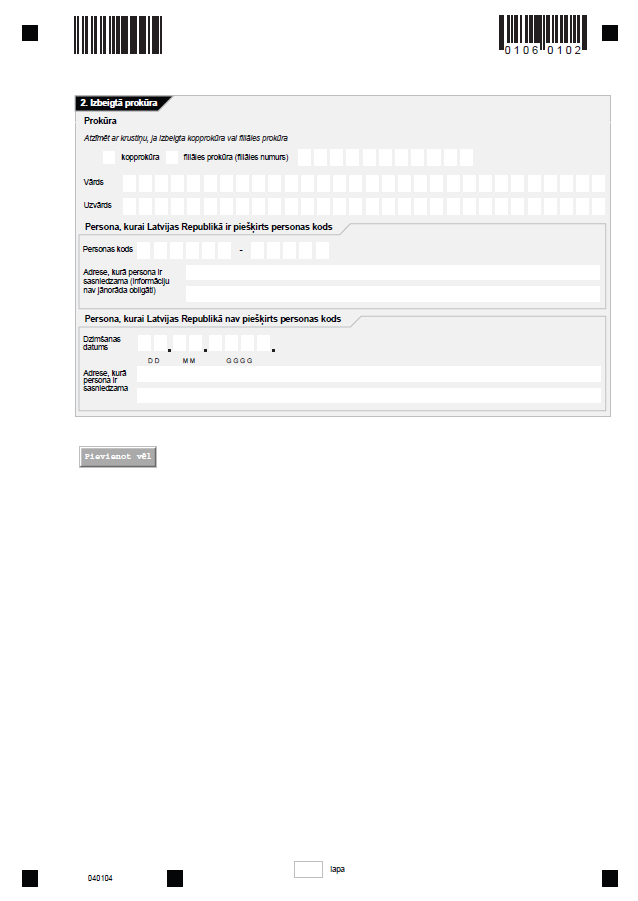 0106 0102
2. Izbeigtā prokūra
Prokūra
Atzīmēt ar krustiņu, ja izbeigta kopprokūra vai filiāles prokūra
kopprokūra
filiāles prokūra (filiāles numurs)
Vārds
Uzvārds
Persona, kurai Latvijas Republikā ir piešķirts personas kods
Personas kods
-
Adrese, kurā persona ir
sasniedzama (informāciju
nav jānorāda obligāti)
Persona, kurai Latvijas Republikā nav piešķirts personas kods
Dzimšanas
datums
. . .
DD MM GGGG
Adrese, kurā
persona ir
sasniedzama
Pievienot vēl
040104
lapa